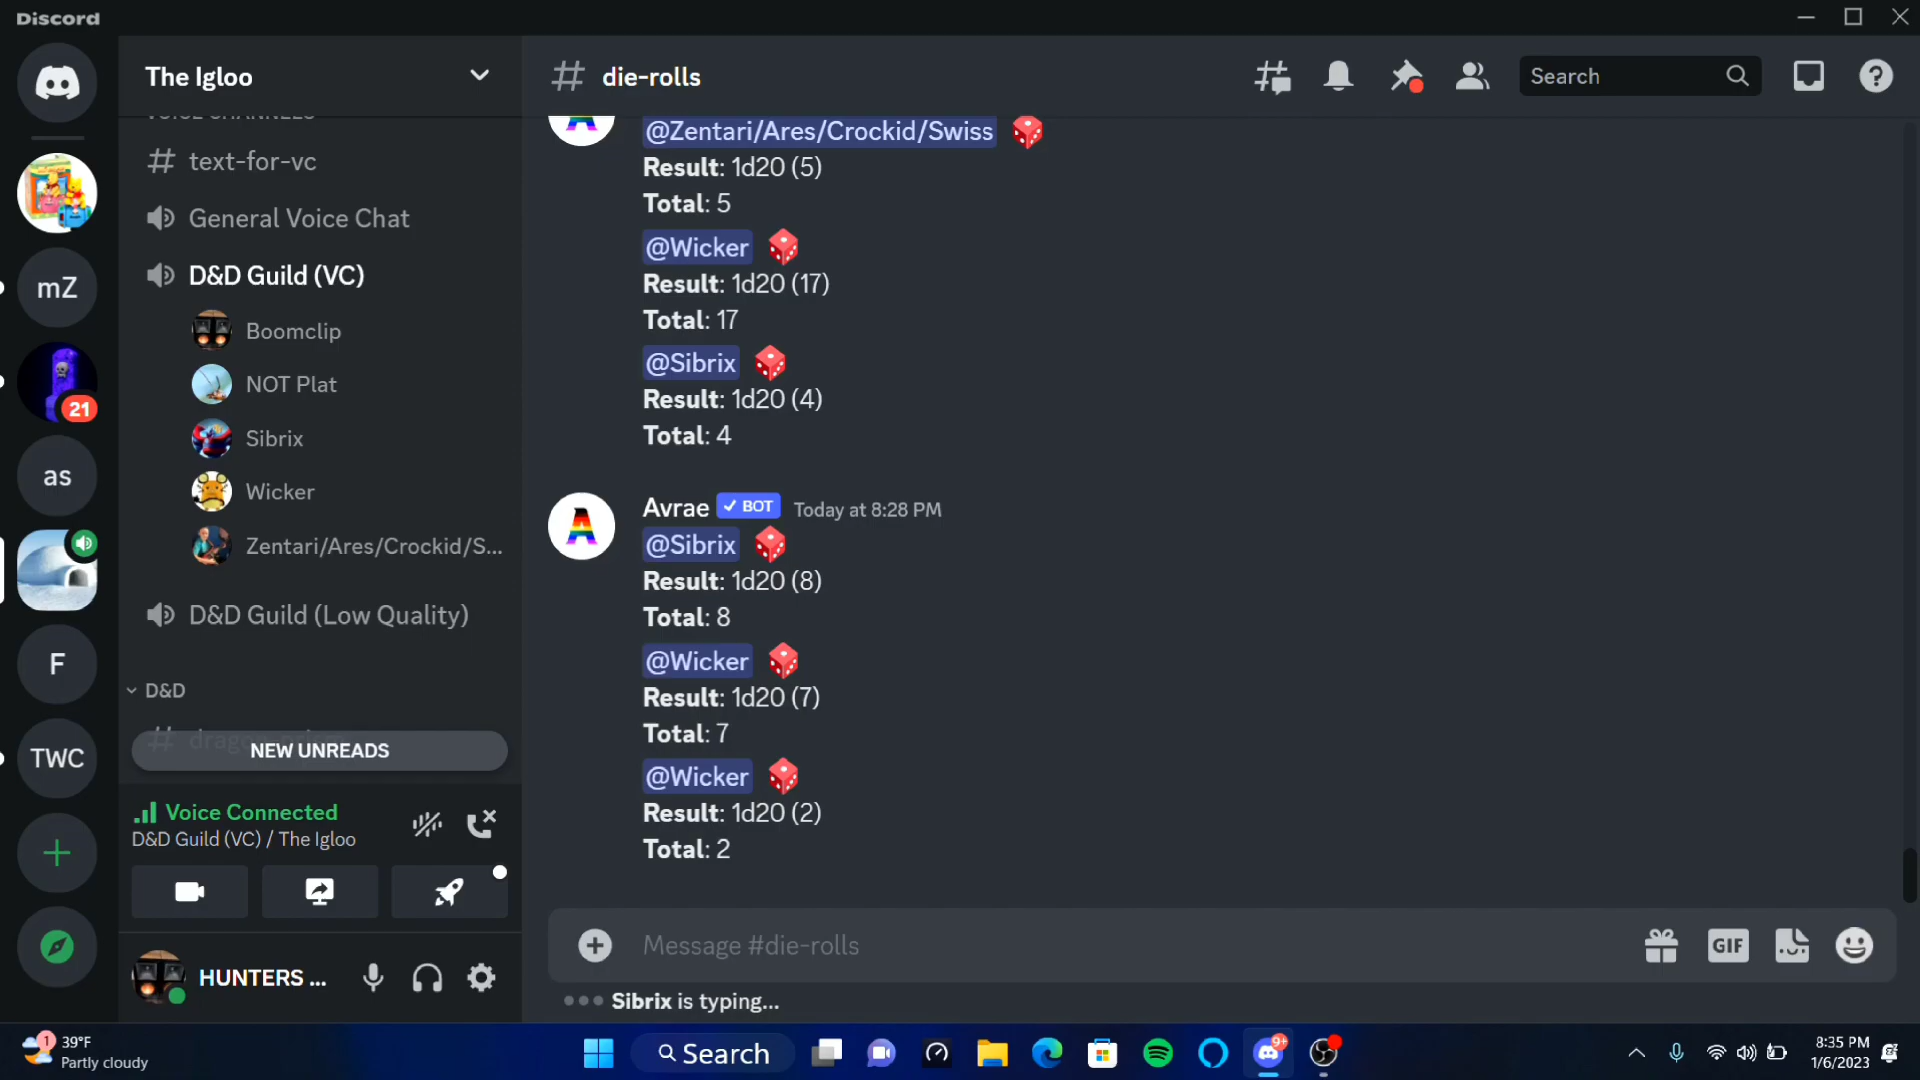 Discord
The Igloo
# die-rolls
Search
VOICE CHANNELS
# text-for-vc
General Voice Chat
D&D Guild (VC)
Boomclip
NOT Plat
Sibrix
Wicker
Zentari/Ares/Crockid/S...
D&D Guild (Low Quality)
D&D
NEW UNREADS
Voice Connected
D&D Guild (VC) / The Igloo
HUNTERS ...
mZ
21
as
F
TWC
@Zentari/Ares/Crockid/Swiss
Result: 1d20 (5)
Total: 5
@Wicker
Result: 1d20 (17)
Total: 17
@Sibrix
Result: 1d20 (4)
Total: 4
A
Avrae ✓ BOT Today at 8:28 PM
@Sibrix
Result: 1d20 (8)
Total: 8
@Wicker
Result: 1d20 (7)
Total: 7
@Wicker
Result: 1d20 (2)
Total: 2
Message #die-rolls
GIF
Sibrix is typing...
1
39°F
Partly cloudy
Search
9+
8:35 PM
1/6/2023